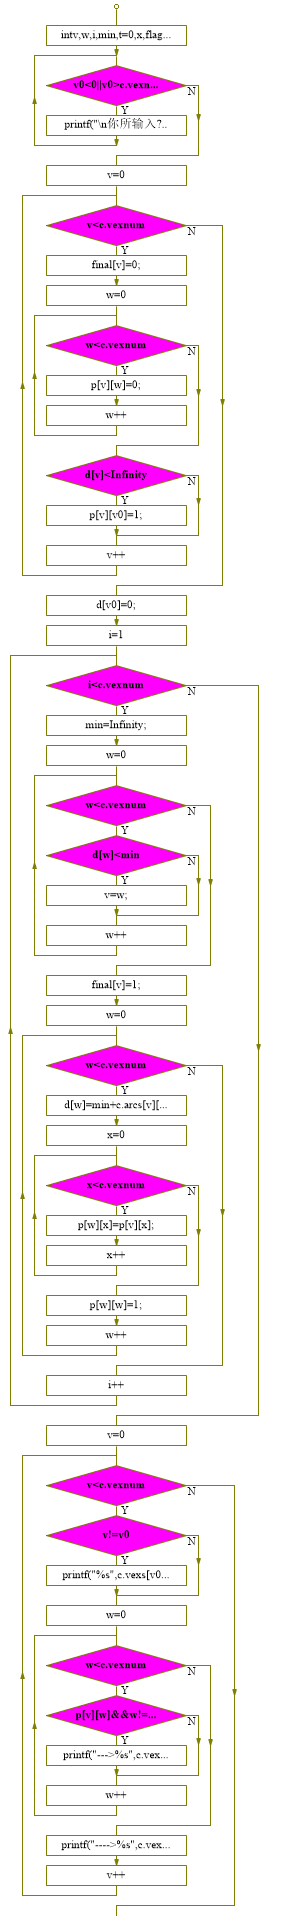 intv,w,i,min,t=0,x,flag...
v0<0||v0>c.vexn...
N
Y
printf("\n你所输入?..
v=0
v<c.vexnum
N
Y
final[v]=0;
w=0
w<c.vexnum
N
Y
p[v][w]=0;
w++
d[v]<Infinity
N
Y
p[v][v0]=1;
v++
d[v0]=0;
i=1
i<c.vexnum
N
Y
min=Infinity;
w=0
w<c.vexnum
N
Y
d[w]<min
N
Y
v=w;
w++
final[v]=1;
w=0
w<c.vexnum
N
Y
d[w]=min+c.arcs[v][...
x=0
x<c.vexnum
N
Y
p[w][x]=p[v][x];
x++
p[w][w]=1;
w++
i++
v=0
v<c.vexnum
N
Y
v!=v0
N
Y
printf("%s",c.vexs[v0...
w=0
w<c.vexnum
N
Y
p[v][w]&&w!=...
N
Y
printf("--->%s",c.vex...
w++
printf("---->%s",c.vex...
v++